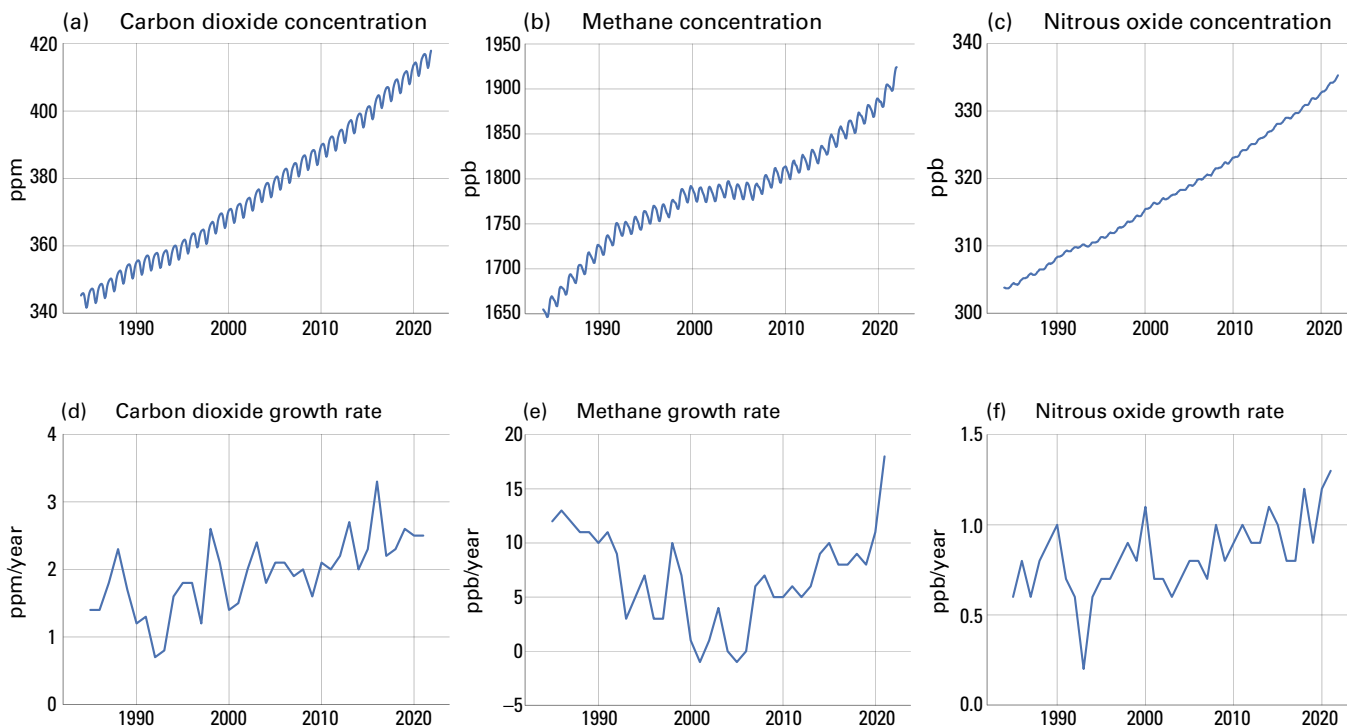 (a) Carbon dioxide concentration
420
400
380
360
340
ppm
1990 2000 2010 2020
(b) Methane concentration
1950
1900
1850
1800
1750
1700
1650
ppb
1990 2000 2010 2020
(c) Nitrous oxide concentration
340
330
320
310
300
ppb
1990 2000 2010 2020
(d) Carbon dioxide growth rate
4
3
2
1
0
ppm/year
1990 2000 2010 2020
(e) Methane growth rate
20
15
10
5
0
–5
ppb/year
1990 2000 2010 2020
(f) Nitrous oxide growth rate
1.5
1.0
0.5
0.0
ppb/year
1990 2000 2010 2020